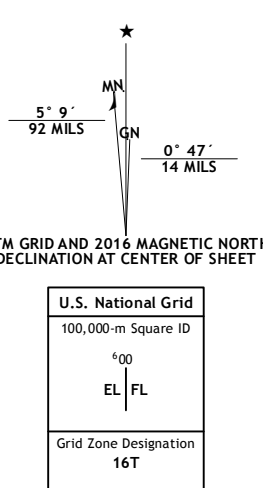 MN
GN
5° 9´
92 MILS
0° 47´
14 MILS
TM GRID AND 2016 MAGNETIC NORTH
DECLINATION AT CENTER OF SHEET
U.S. National Grid
100,000-m Square ID
⁶00
EL FL
Grid Zone Designation
16T